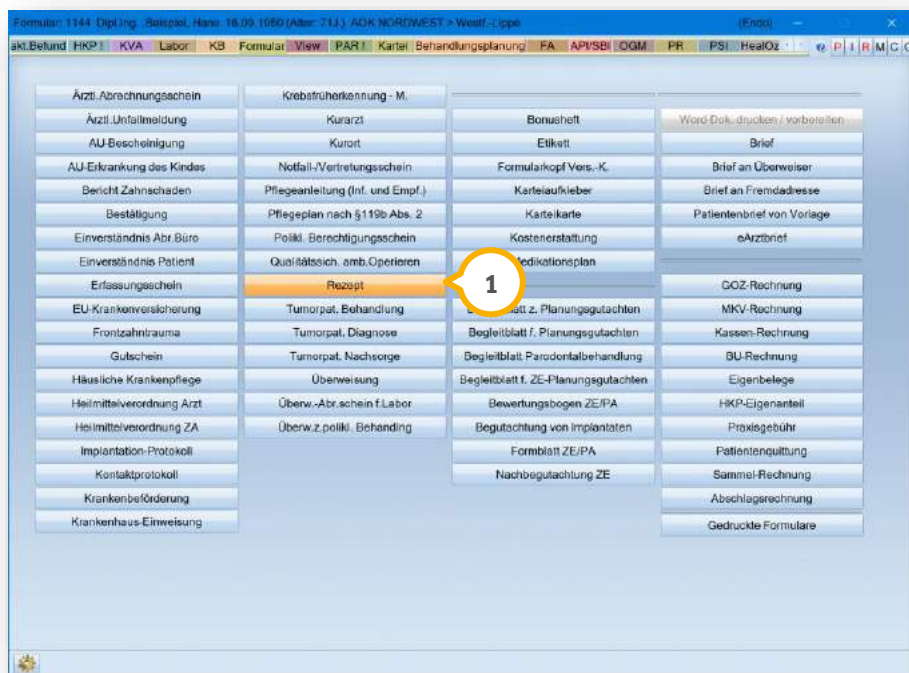 Formular: 1144 Dipl.Ing. .Beispiel, Hans 18.09.1950 (Alter: 71J.) AOK NORDWEST > Westf.-Lippe (Endo)
akt.Befund HKP ! KVA Labor KB Formular View PAR ! Kartei Behandlungsplanung FA API/SBI OGM PR PSI HealOz P I R M C
Ärztl.Abrechnungsschein
Ärztl.Unfallmeldung
AU-Bescheinigung
AU-Erkrankung des Kindes
Bericht Zahnschaden
Bestätigung
Einverständnis Abr.Büro
Einverständnis Patient
Erfassungsschein
EU-Krankenversicherung
Frontzahntrauma
Gutschein
Häusliche Krankenpflege
Heilmittelverordnung Arzt
Heilmittelverordnung ZA
Implantation-Protokoll
Kontaktprotokoll
Krankenbeförderung
Krankenhaus-Einweisung
Krebsfrüherkennung - M.
Kurarzt
Kurort
Notfall-/Vertretungsschein
Pflegeanleitung (Inf. und Empf.)
Pflegeplan nach §119b Abs. 2
Polikl. Berechtigungsschein
Qualitätssich. amb.Operieren
Rezept
Tumorpat. Behandlung
Tumorpat. Diagnose
Tumorpat. Nachsorge
Überweisung
Überw.-Abr.schein f.Labor
Überw.z.polikl. Behandlng
Bonusheft
Etikett
Formularkopf Vers.-K.
Karteiaufkleber
Karteikarte
Kostenerstattung
edikationsplan
1
att z. Planungsgutachten
Begleitblatt f. Planungsgutachten
Begleitblatt Parodontalbehandlung
Begleitblatt f. ZE-Planungsgutachten
Bewertungsbogen ZE/PA
Begutachtung von Implantaten
Formblatt ZE/PA
Nachbegutachtung ZE
Word-Dok. drucken / vorbereiten
Brief
Brief an Überweiser
Brief an Fremdadresse
Patientenbrief von Vorlage
eArztbrief
GOZ-Rechnung
MKV-Rechnung
Kassen-Rechnung
BU-Rechnung
Eigenbelege
HKP-Eigenanteil
Praxisgebühr
Patientenquittung
Sammel-Rechnung
Abschlagsrechnung
Gedruckte Formulare